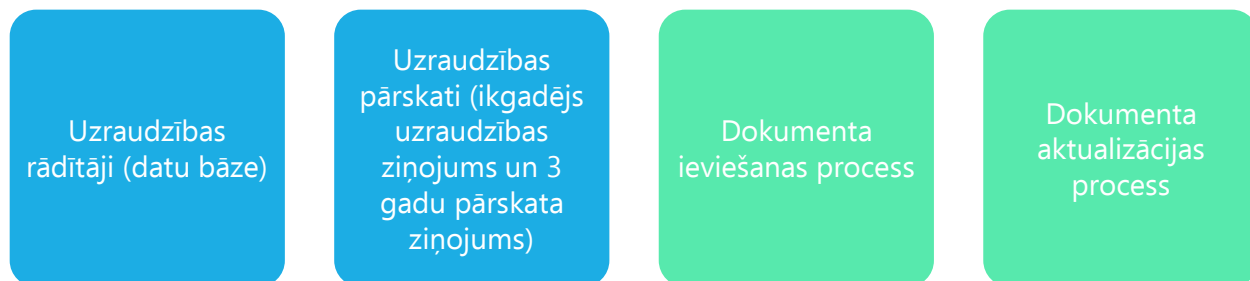 Uzraudzības
rādītāji (datu bāze)
Uzraudzības
pārskati (ikgadējs
uzraudzības
ziņojums un 3
gadu pārskata
ziņojums)
Dokumenta
ieviešanas process
Dokumenta
aktualizācijas
process